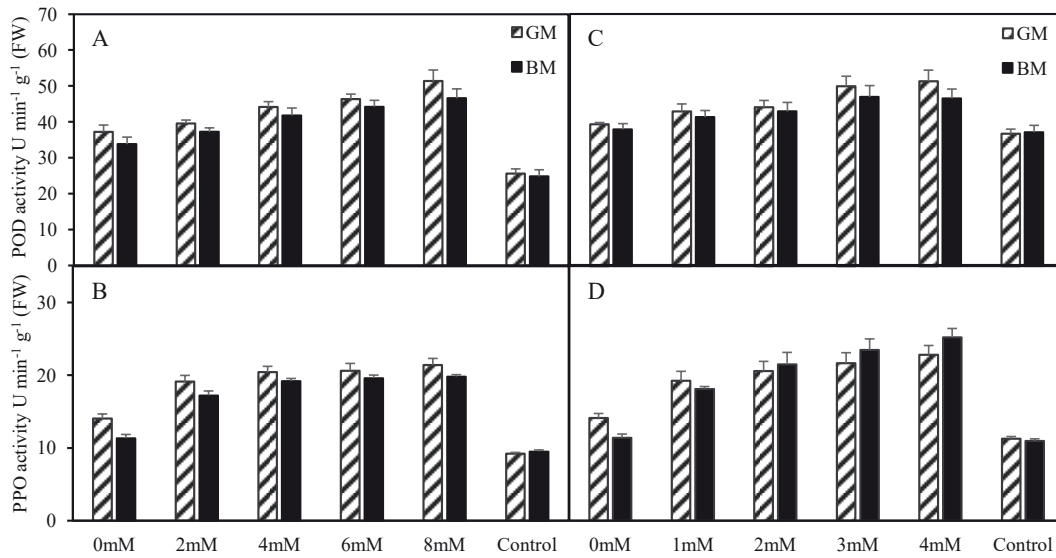 POD activity U min⁻¹ g⁻¹ (FW)
70
60
50
40
30
20
10
0
A
GM
BM
C
GM
BM
PPO activity U min⁻¹ g⁻¹ (FW)
30
20
10
0
B
D
0mM 2mM 4mM 6mM 8mM Control 0mM 1mM 2mM 3mM 4mM Control